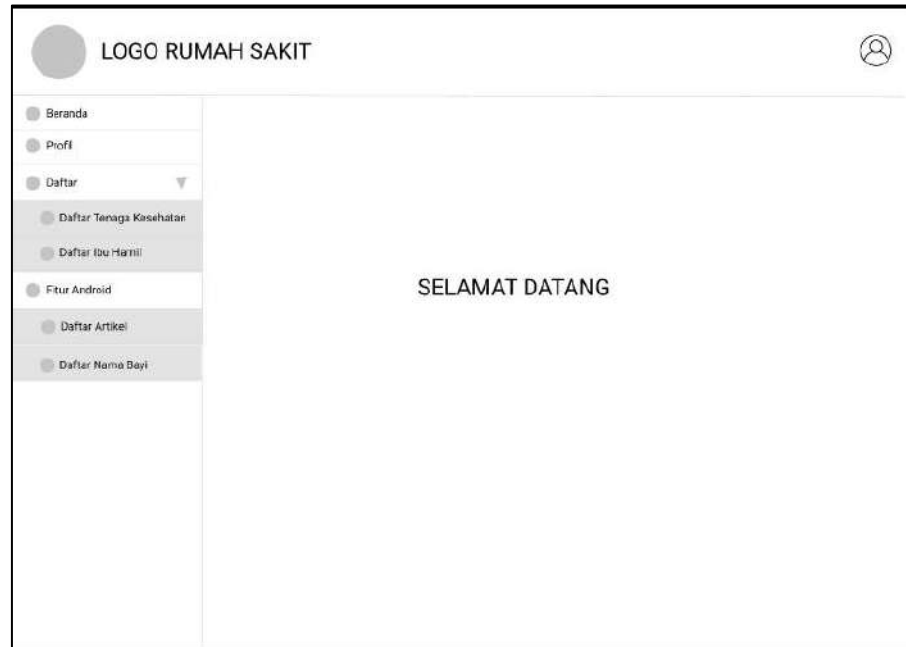 LOGO RUMAH SAKIT
Beranda
Profil
Daftar
Daftar Tenaga Kesehatan
Daftar Ibu Hamil
Fitur Android
Daftar Artikel
Daftar Nama Bayi
SELAMAT DATANG